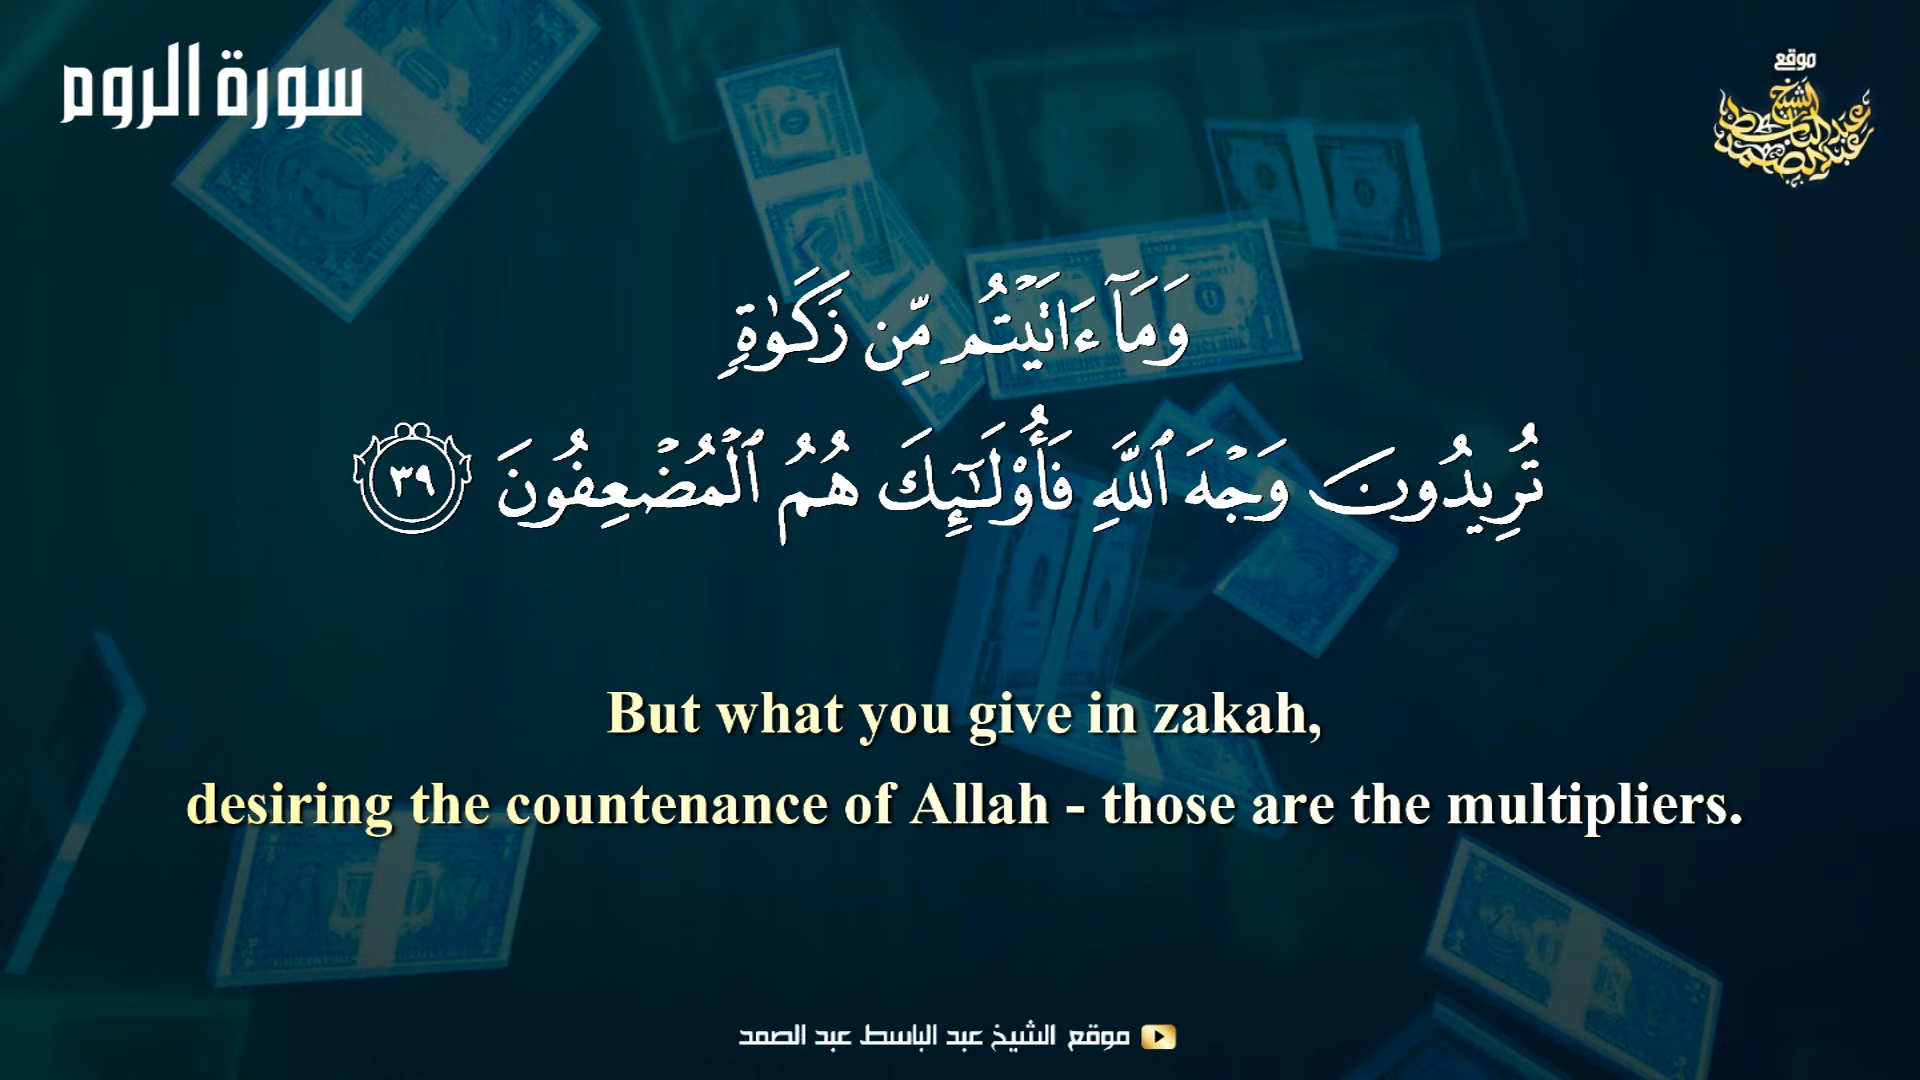 سورة الروم
موقع
الشيخ
عبد الباسط
عبد الصمد
وَمَآ ءَاتَيْتُم مِّن زَكَوٰةٍ
تُرِيدُونَ وَجْهَ ٱللَّهِ فَأُو۟لَـٰٓئِكَ هُمُ ٱلْمُضْعِفُونَ ٣٩
But what you give in zakah,
desiring the countenance of Allah - those are the multipliers.
موقع الشيخ عبد الباسط عبد الصمد